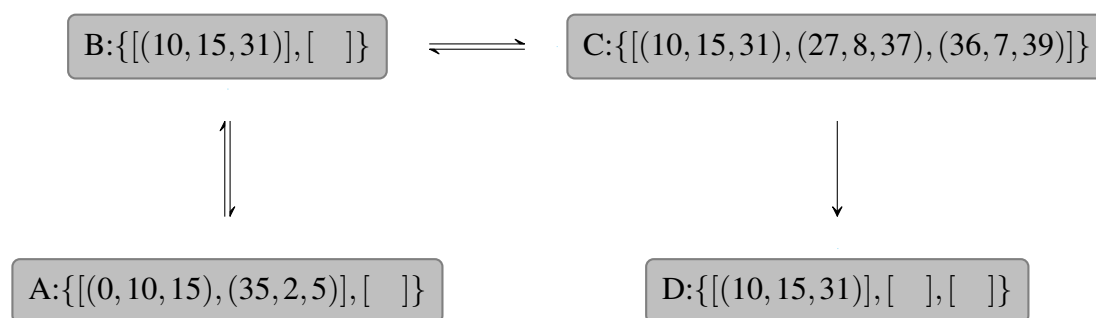 B:{[(10,15,31)],[ ]}
C:{[(10,15,31),(27,8,37),(36,7,39)]}
A:{[(0,10,15),(35,2,5)],[ ]}
D:{[(10,15,31)],[ ],[ ]}